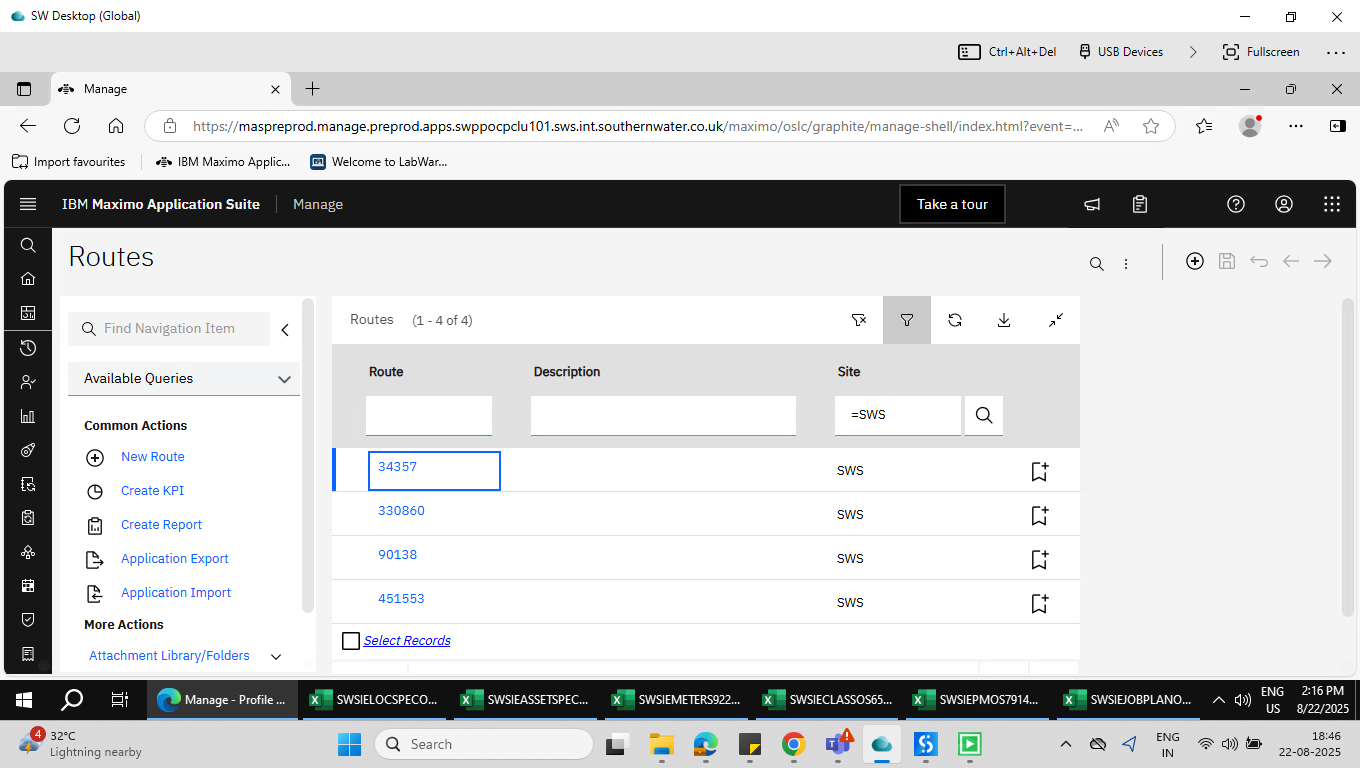 SW Desktop (Global)
Ctrl+Alt+Del
USB Devices
Fullscreen
Manage
https://maspreprod.manage.preprod.apps.swppocpclu101.sws.int.southernwater.co.uk/maximo/oslc/graphite/manage-shell/index.html?event=...
Import favourites
IBM Maximo Applic...
Welcome to LabWar...
IBM Maximo Application Suite
Manage
Take a tour
Routes
Find Navigation Item
Available Queries
Common Actions
New Route
Create KPI
Create Report
Application Export
Application Import
More Actions
Attachment Library/Folders
Routes (1 - 4 of 4)
Route Description Site
=SWS
34357 SWS
330860 SWS
90138 SWS
451553 SWS
Select Records
Manage - Profile ...
SWSIELOCSPECO...
SWSIEASSETSPEC...
SWSIEMETERS922...
SWSIECLASSOS65...
SWSIEPMOS7914...
SWSIEJOBPLANO...
ENG
US
2:16 PM
8/22/2025
4
32°C
Lightning nearby
Search
ENG
IN
18:46
22-08-2025